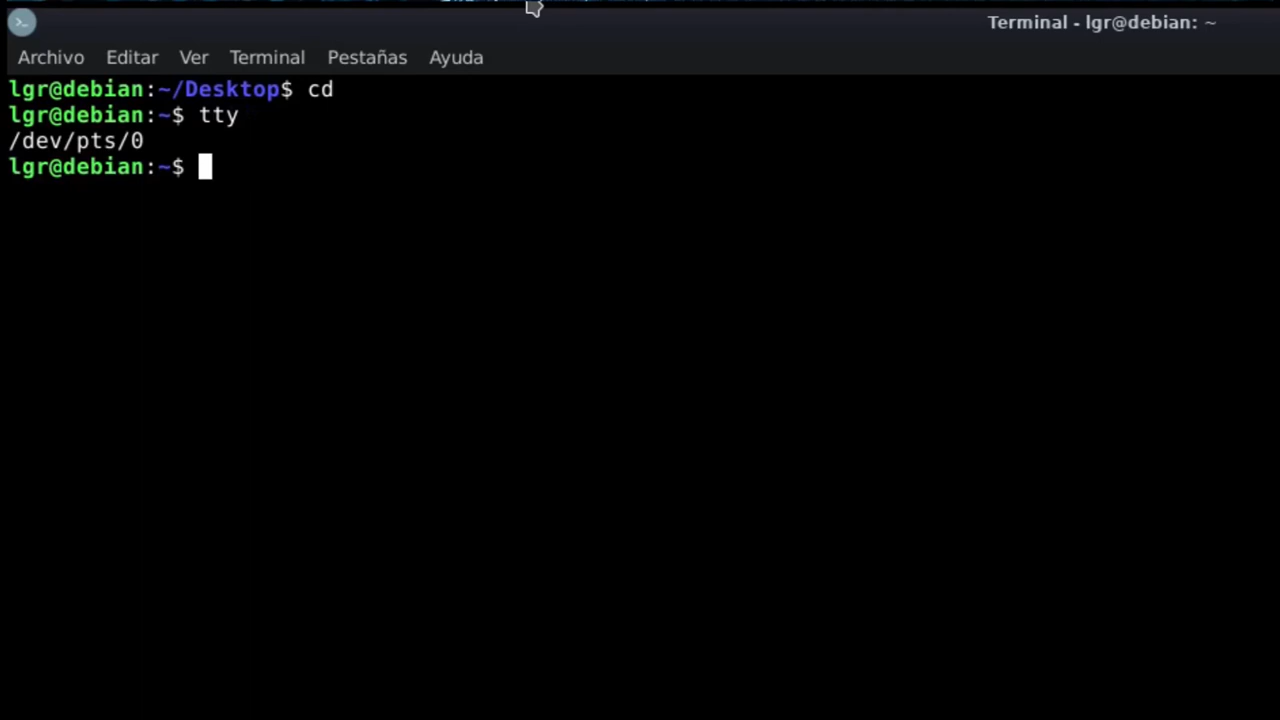 Terminal - lgr@debian: ~
Archivo Editar Ver Terminal Pestañas Ayuda
lgr@debian:~/Desktop$ cd
lgr@debian:~$ tty
/dev/pts/0
lgr@debian:~$